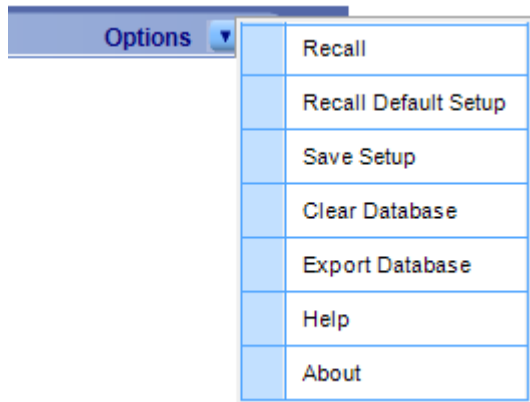 Options
Recall
Recall Default Setup
Save Setup
Clear Database
Export Database
Help
About